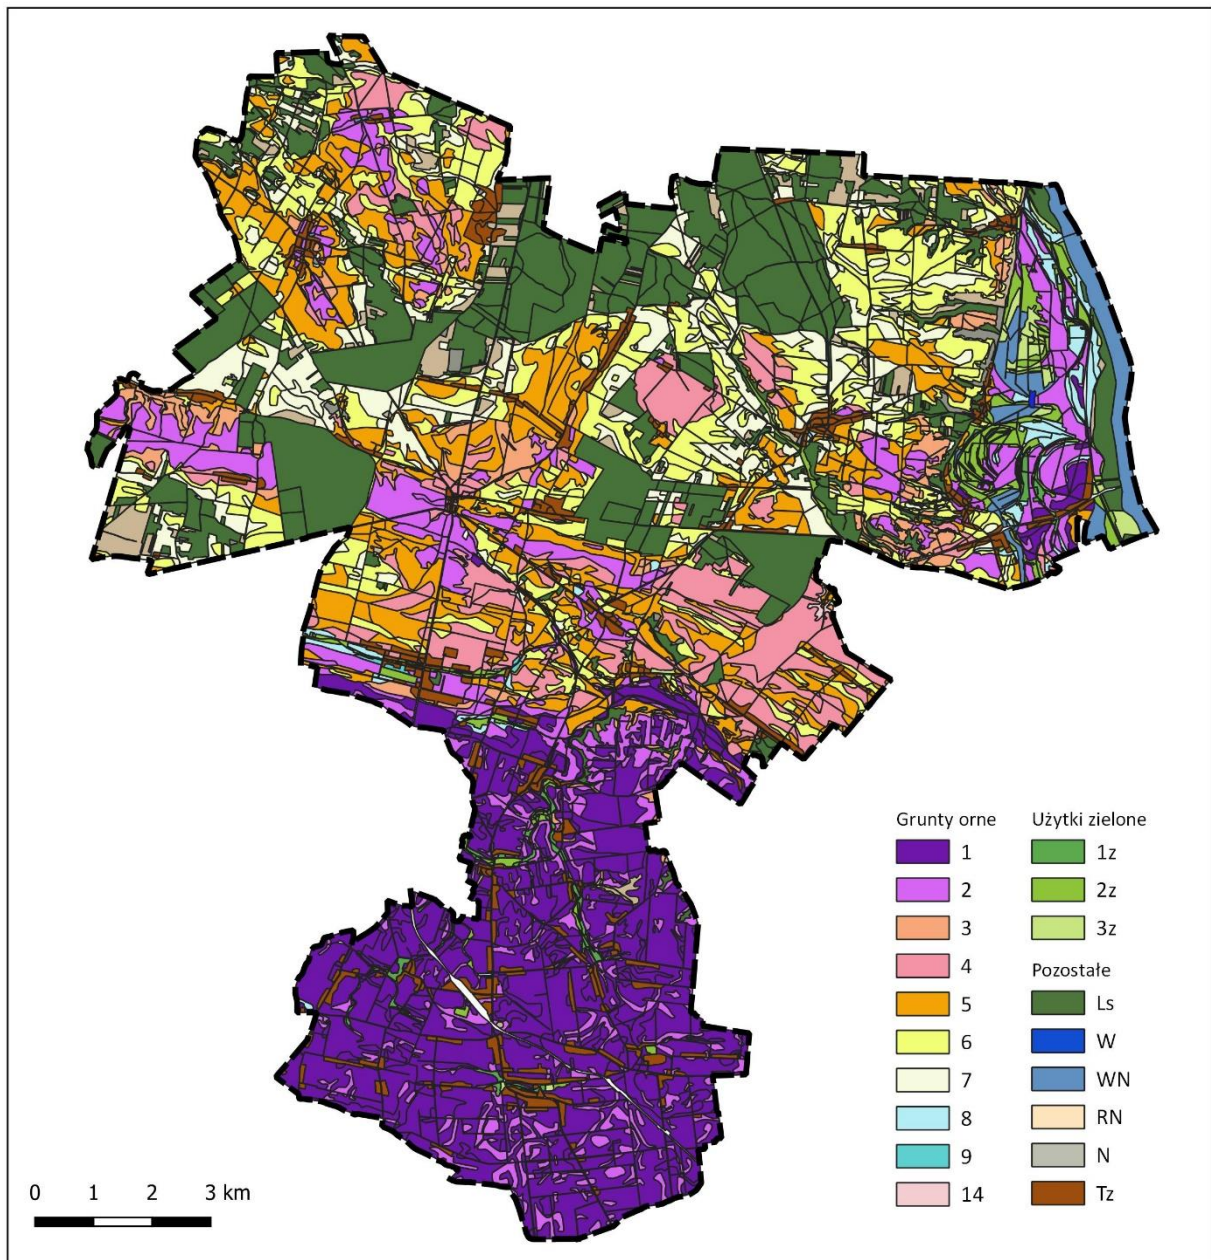 Grunty orne
1
2
3
4
5
6
7
8
9
14
Użytki zielone
1z
2z
3z
Pozostałe
Ls
W
WN
RN
N
Tz
0 1 2 3 km